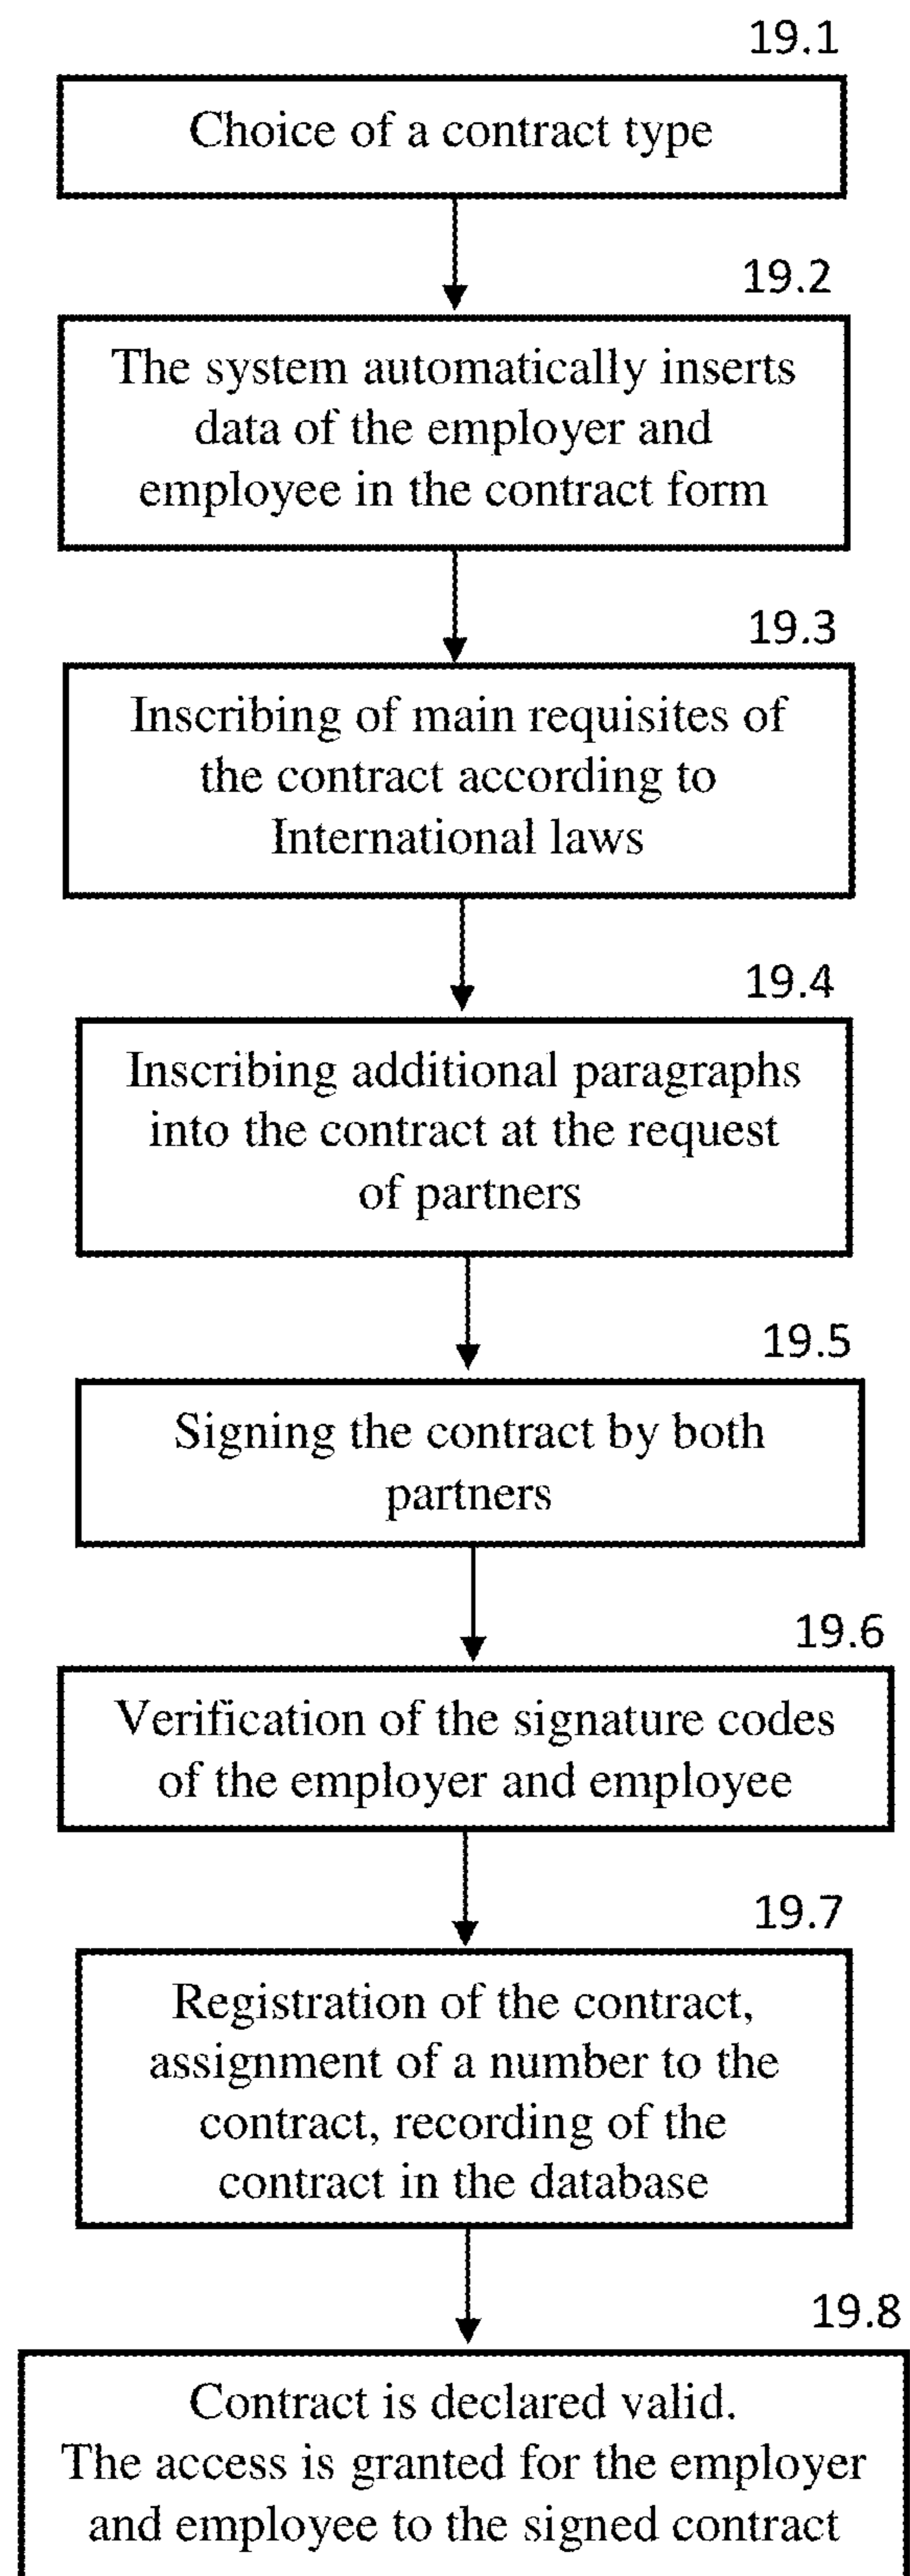 19.1
Choice of a contract type
19.2
The system automatically inserts
data of the employer and
employee in the contract form
19.3
Inscribing of main requisites of
the contract according to
International laws
19.4
Inscribing additional paragraphs
into the contract at the request
of partners
19.5
Signing the contract by both
partners
19.6
Verification of the signature codes
of the employer and employee
19.7
Registration of the contract,
assignment of a number to the
contract, recording of the
contract in the database
19.8
Contract is declared valid.
The access is granted for the employer
and employee to the signed contract